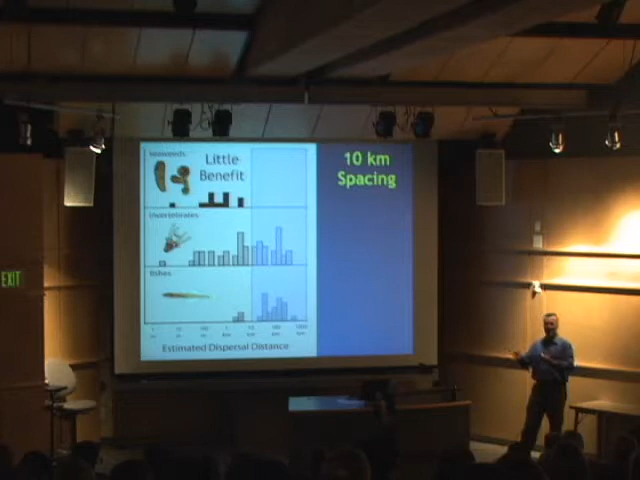 Seaweeds
Little
Benefit
10 km
Spacing
Invertebrates
fishes
EXIT
Estimated Dispersal Distance